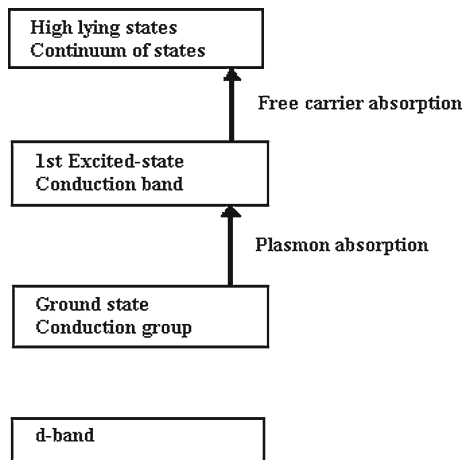 High lying states
Continuum of states
Free carrier absorption
1st Excited-state
Conduction band
Plasmon absorption
Ground state
Conduction group
d-band